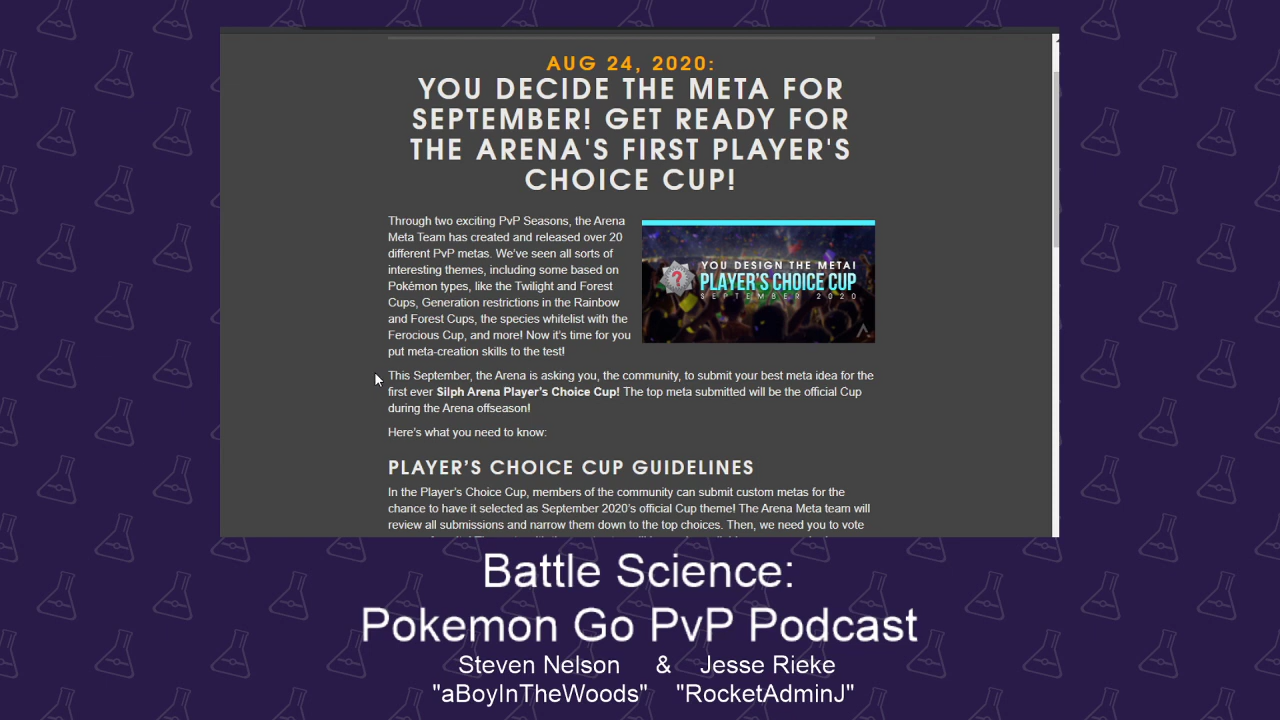 AUG 24, 2020:
YOU DECIDE THE META FOR
SEPTEMBER! GET READY FOR
THE ARENA'S FIRST PLAYER'S
CHOICE CUP!
Through two exciting PvP Seasons, the Arena
Meta Team has created and released over 20
different PvP metas. We've seen all sorts of
interesting themes, including some based on
Pokémon types, like the Twilight and Forest
Cups, Generation restrictions in the Rainbow
and Forest Cups, the species whitelist with the
Ferocious Cup, and more! Now it's time for you
put meta-creation skills to the test!
YOU DESIGN THE META!
?
PLAYER'S CHOICE CUP
SEPTEMBER 2020
This September, the Arena is asking you, the community, to submit your best meta idea for the
first ever Silph Arena Player's Choice Cup! The top meta submitted will be the official Cup
during the Arena offseason!
Here's what you need to know:
PLAYER'S CHOICE CUP GUIDELINES
In the Player's Choice Cup, members of the community can submit custom metas for the
chance to have it selected as September 2020's official Cup theme! The Arena Meta team will
review all submissions and narrow them down to the top choices. Then, we need you to vote
Battle Science:
Pokemon Go PvP Podcast
Steven Nelson & Jesse Rieke
"aBoyInTheWoods" "RocketAdminJ"